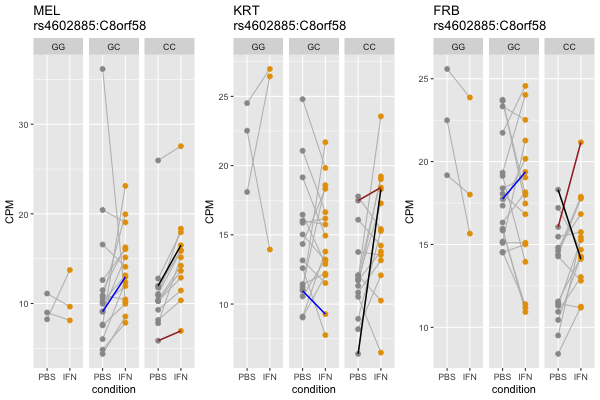 MEL
rs4602885:C8orf58
GG GC CC
CPM
30
20
10
PBS IFN PBS IFN PBS IFN
condition
KRT
rs4602885:C8orf58
GG GC CC
CPM
25
20
15
10
PBS IFN PBS IFN PBS IFN
condition
FRB
rs4602885:C8orf58
GG GC CC
CPM
25
20
15
10
PBS IFN PBS IFN PBS IFN
condition